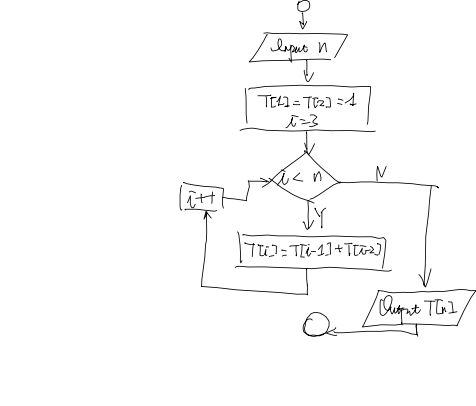 Input n
T[1]=T[2]=1
i=3
i < n
N
i++
Y
T[i]=T[i-1]+T[i-2]
Output T[n]